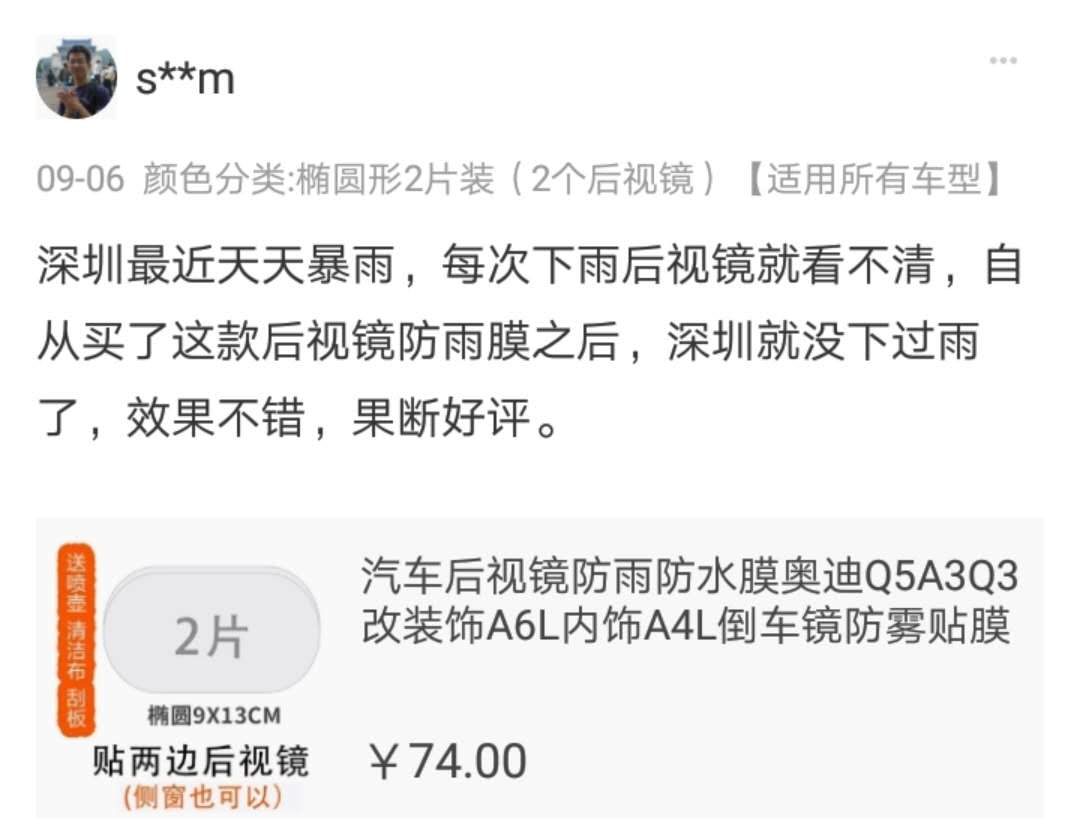 s**m
09-06 颜色分类:椭圆形2片装（2个后视镜）【适用所有车型】
深圳最近天天暴雨，每次下雨后视镜就看不清，自
从买了这款后视镜防雨膜之后，深圳就没下过雨
了，效果不错，果断好评。
送喷壶 清洁布 刮板
2片
椭圆9X13CM
贴两边后视镜
(侧窗也可以)
汽车后视镜防雨防水膜奥迪Q5A3Q3
改装饰A6L内饰A4L倒车镜防雾贴膜
￥74.00